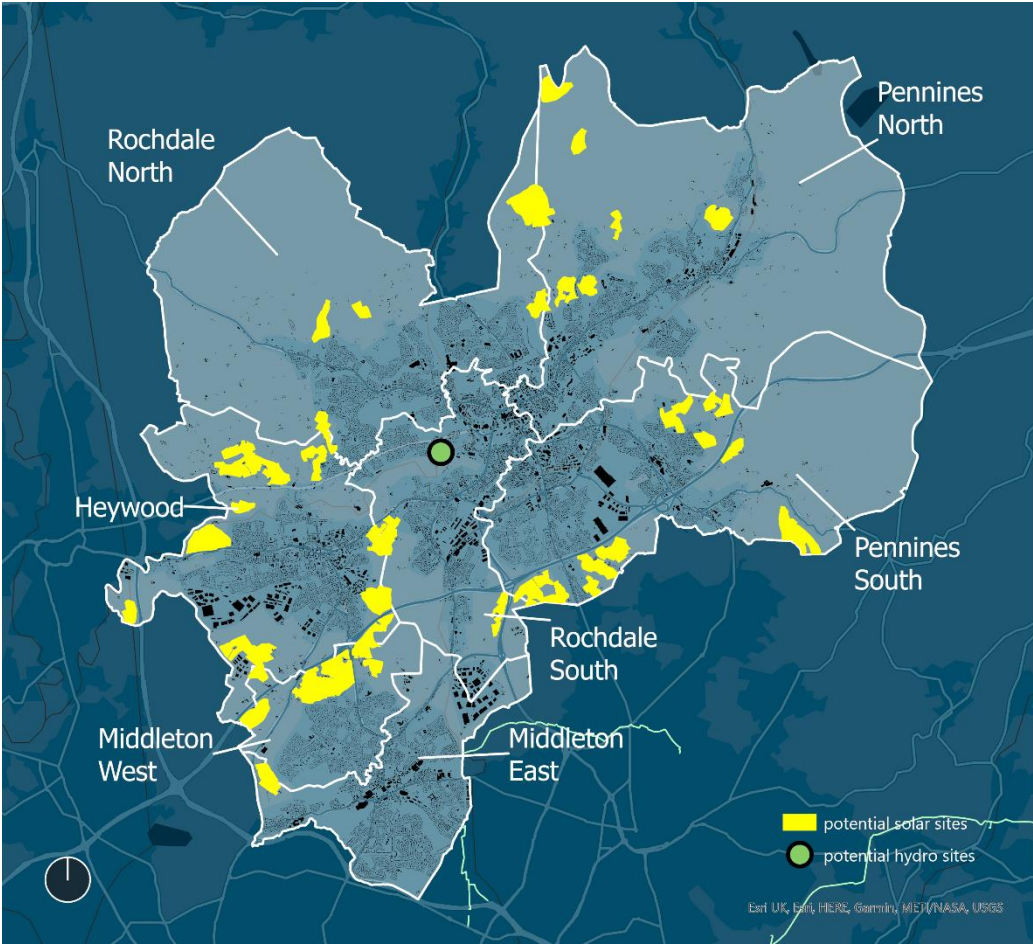 Pennines
North
Rochdale
North
Heywood
Pennines
South
Rochdale
South
Middleton
West
Middleton
East
potential solar sites
potential hydro sites
Esri UK, Esri, HERE, Garmin, METI/NASA, USGS